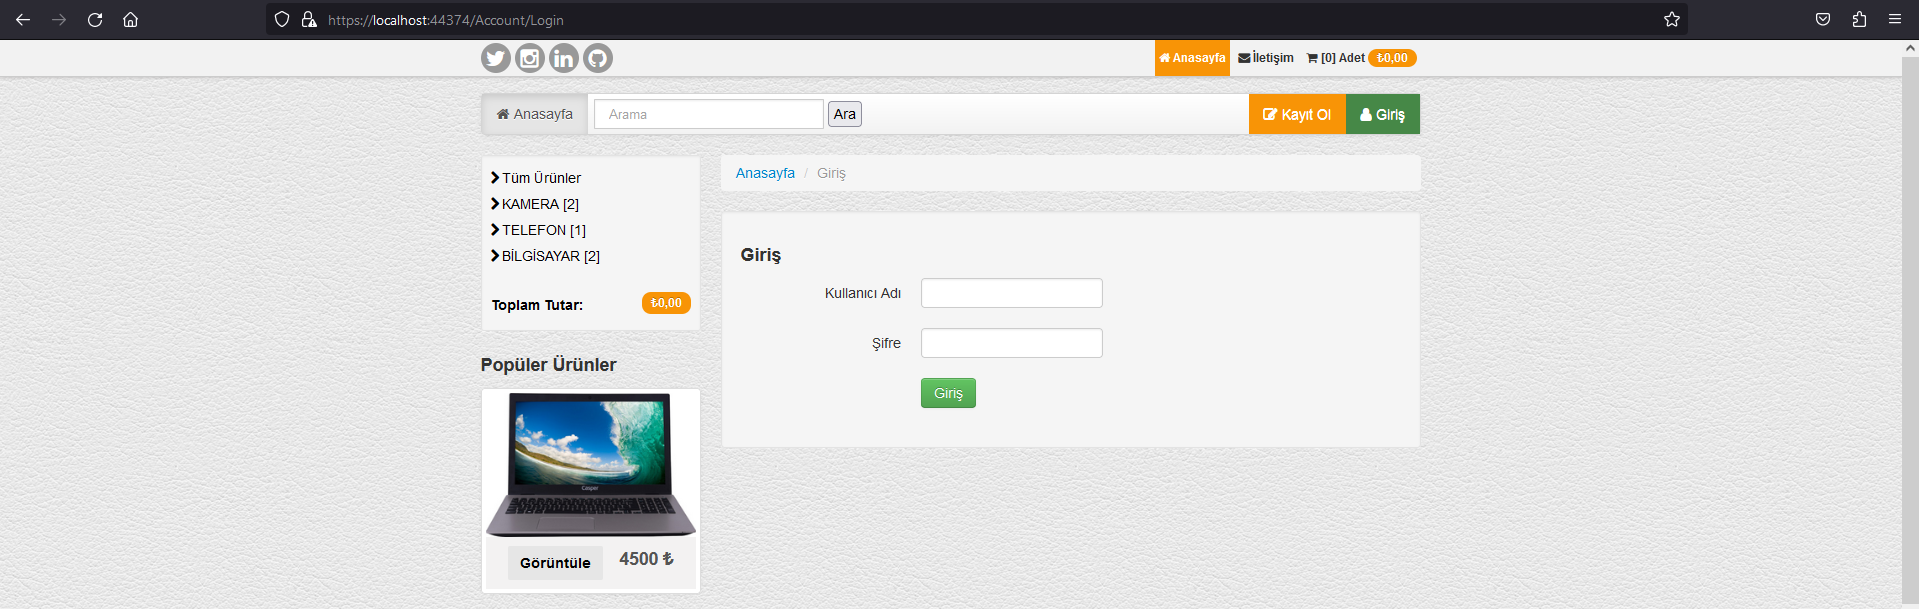 https://localhost:44374/Account/Login
Anasayfa İletişim [0] Adet ₺0,00
Anasayfa Arama Ara Kayıt Ol Giriş
Tüm Ürünler
KAMERA [2]
TELEFON [1]
BİLGİSAYAR [2]
Toplam Tutar: ₺0,00
Popüler Ürünler
Casper
Görüntüle 4500 ₺
Anasayfa / Giriş
Giriş
Kullanıcı Adı
Şifre
Giriş